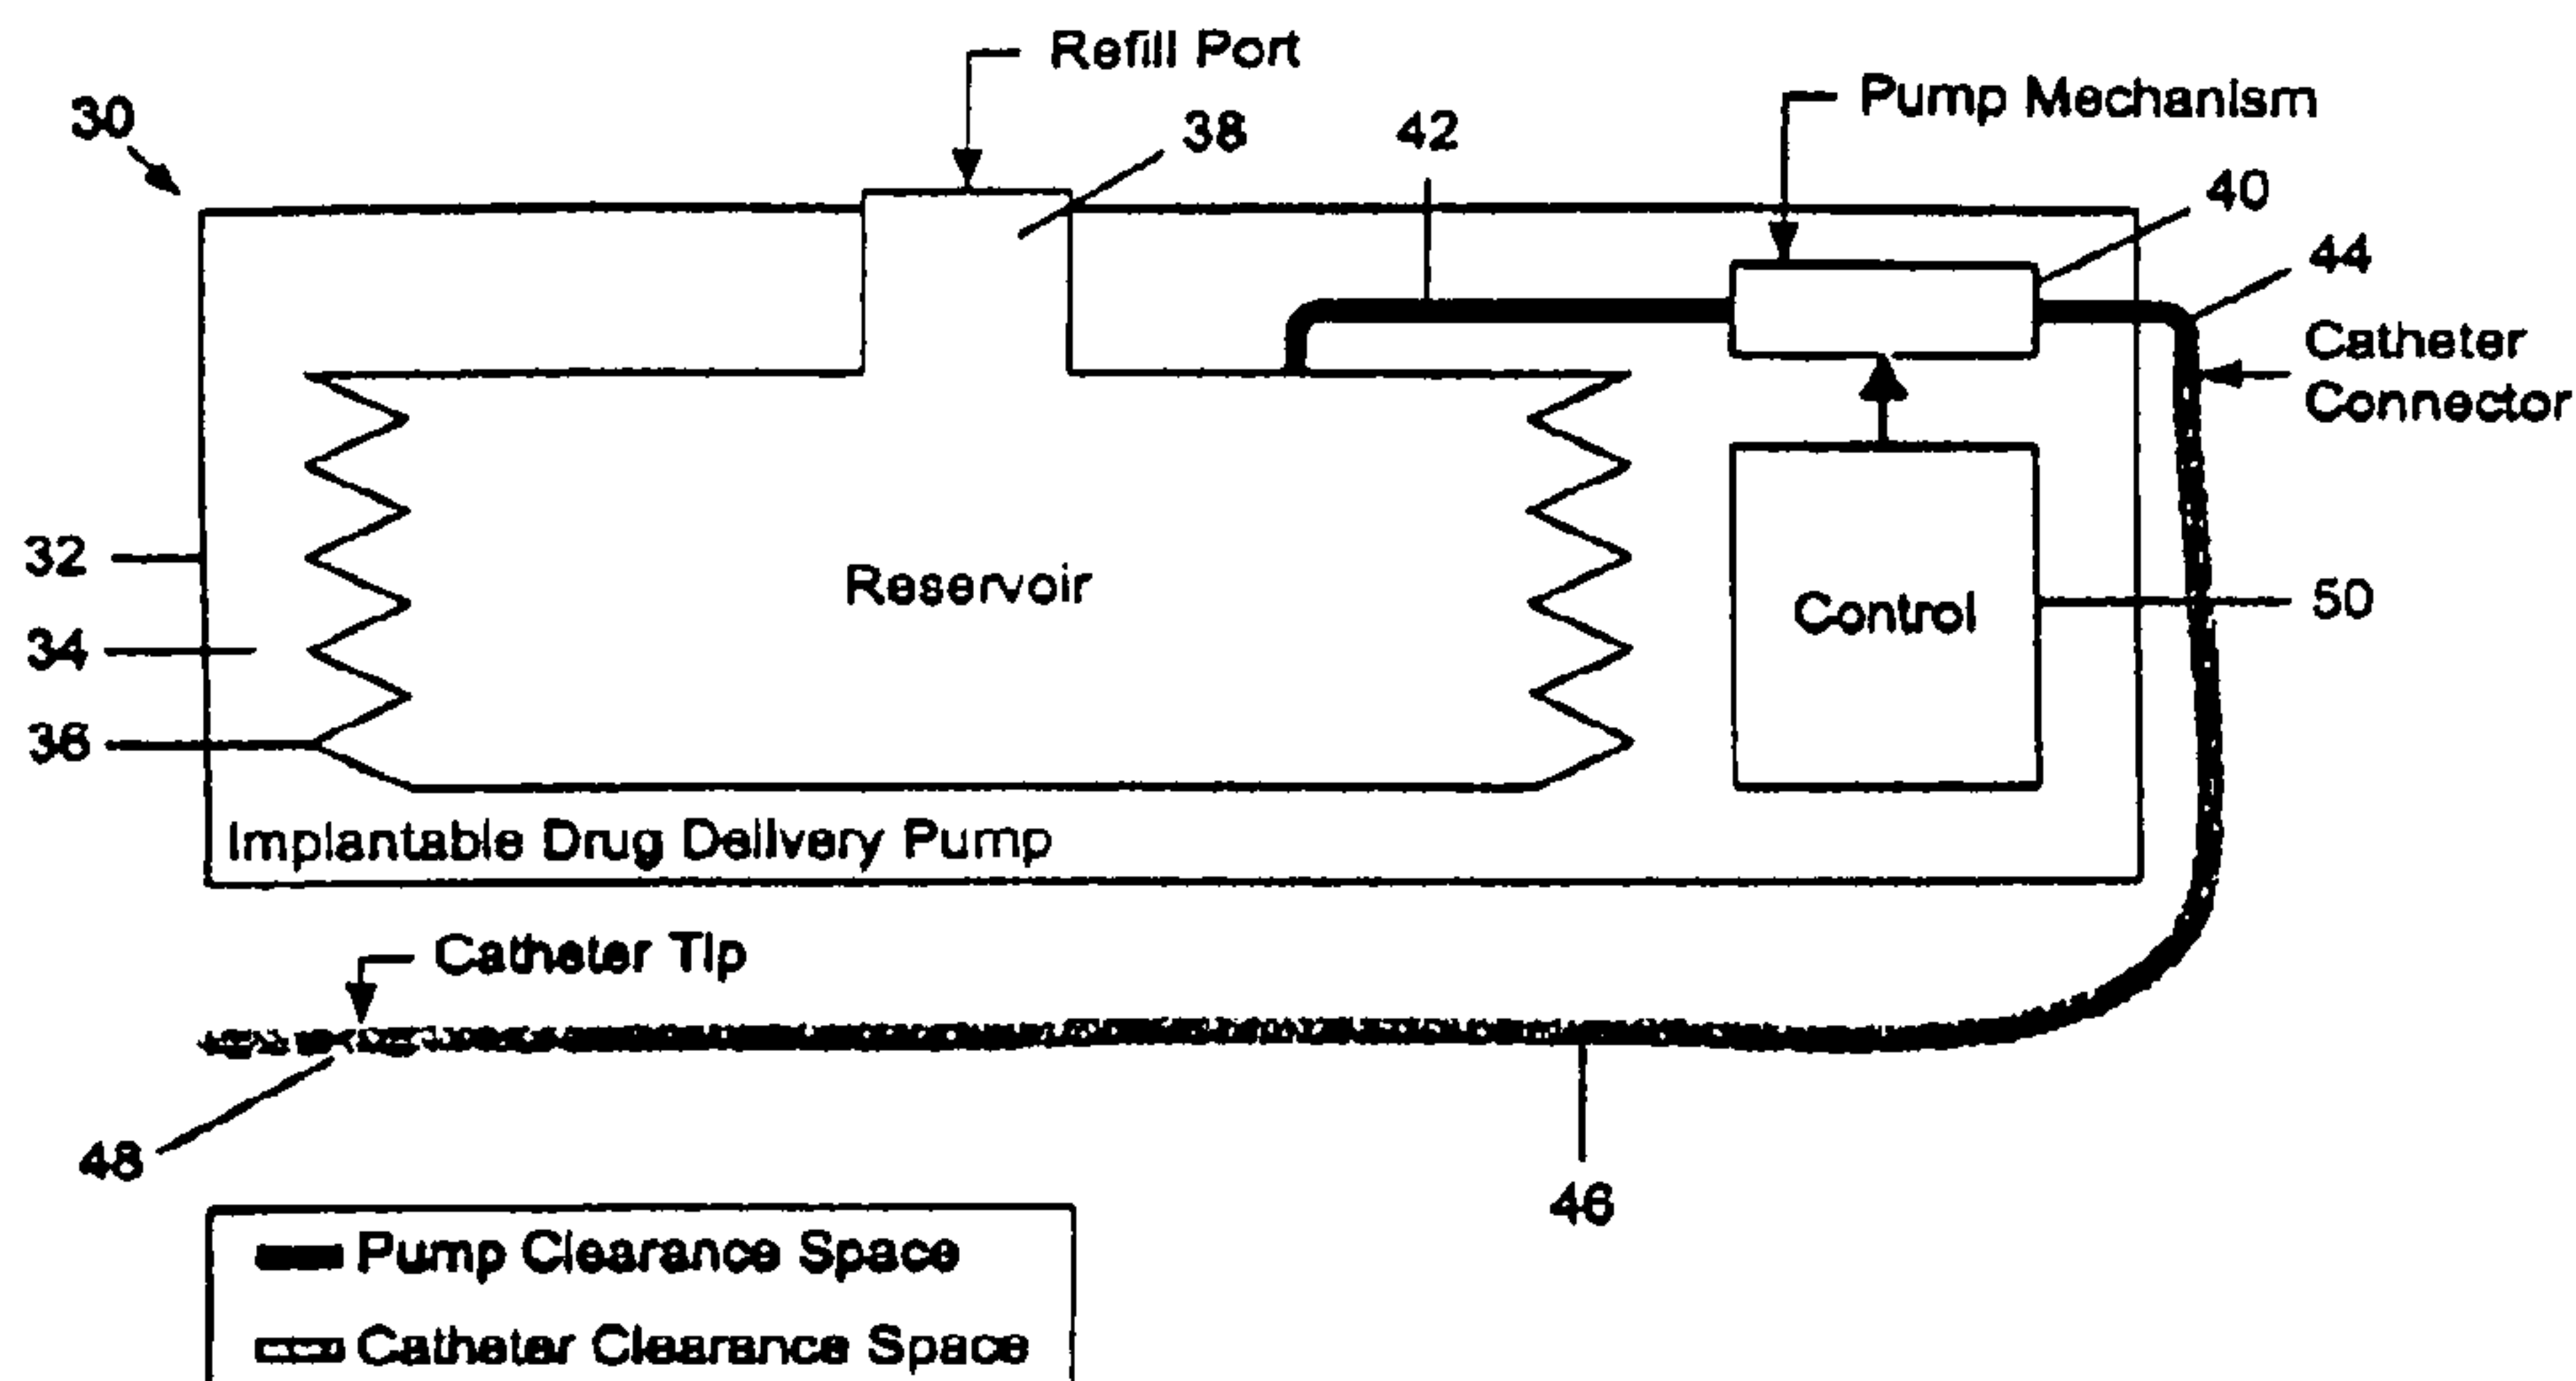 Refill Port
30
38
42
Pump Mechanism
40
44
Catheter
Connector
32
Reservoir
Control
50
34
36
Implantable Drug Delivery Pump
Catheter Tip
48
46
Pump Clearance Space
Catheter Clearance Space